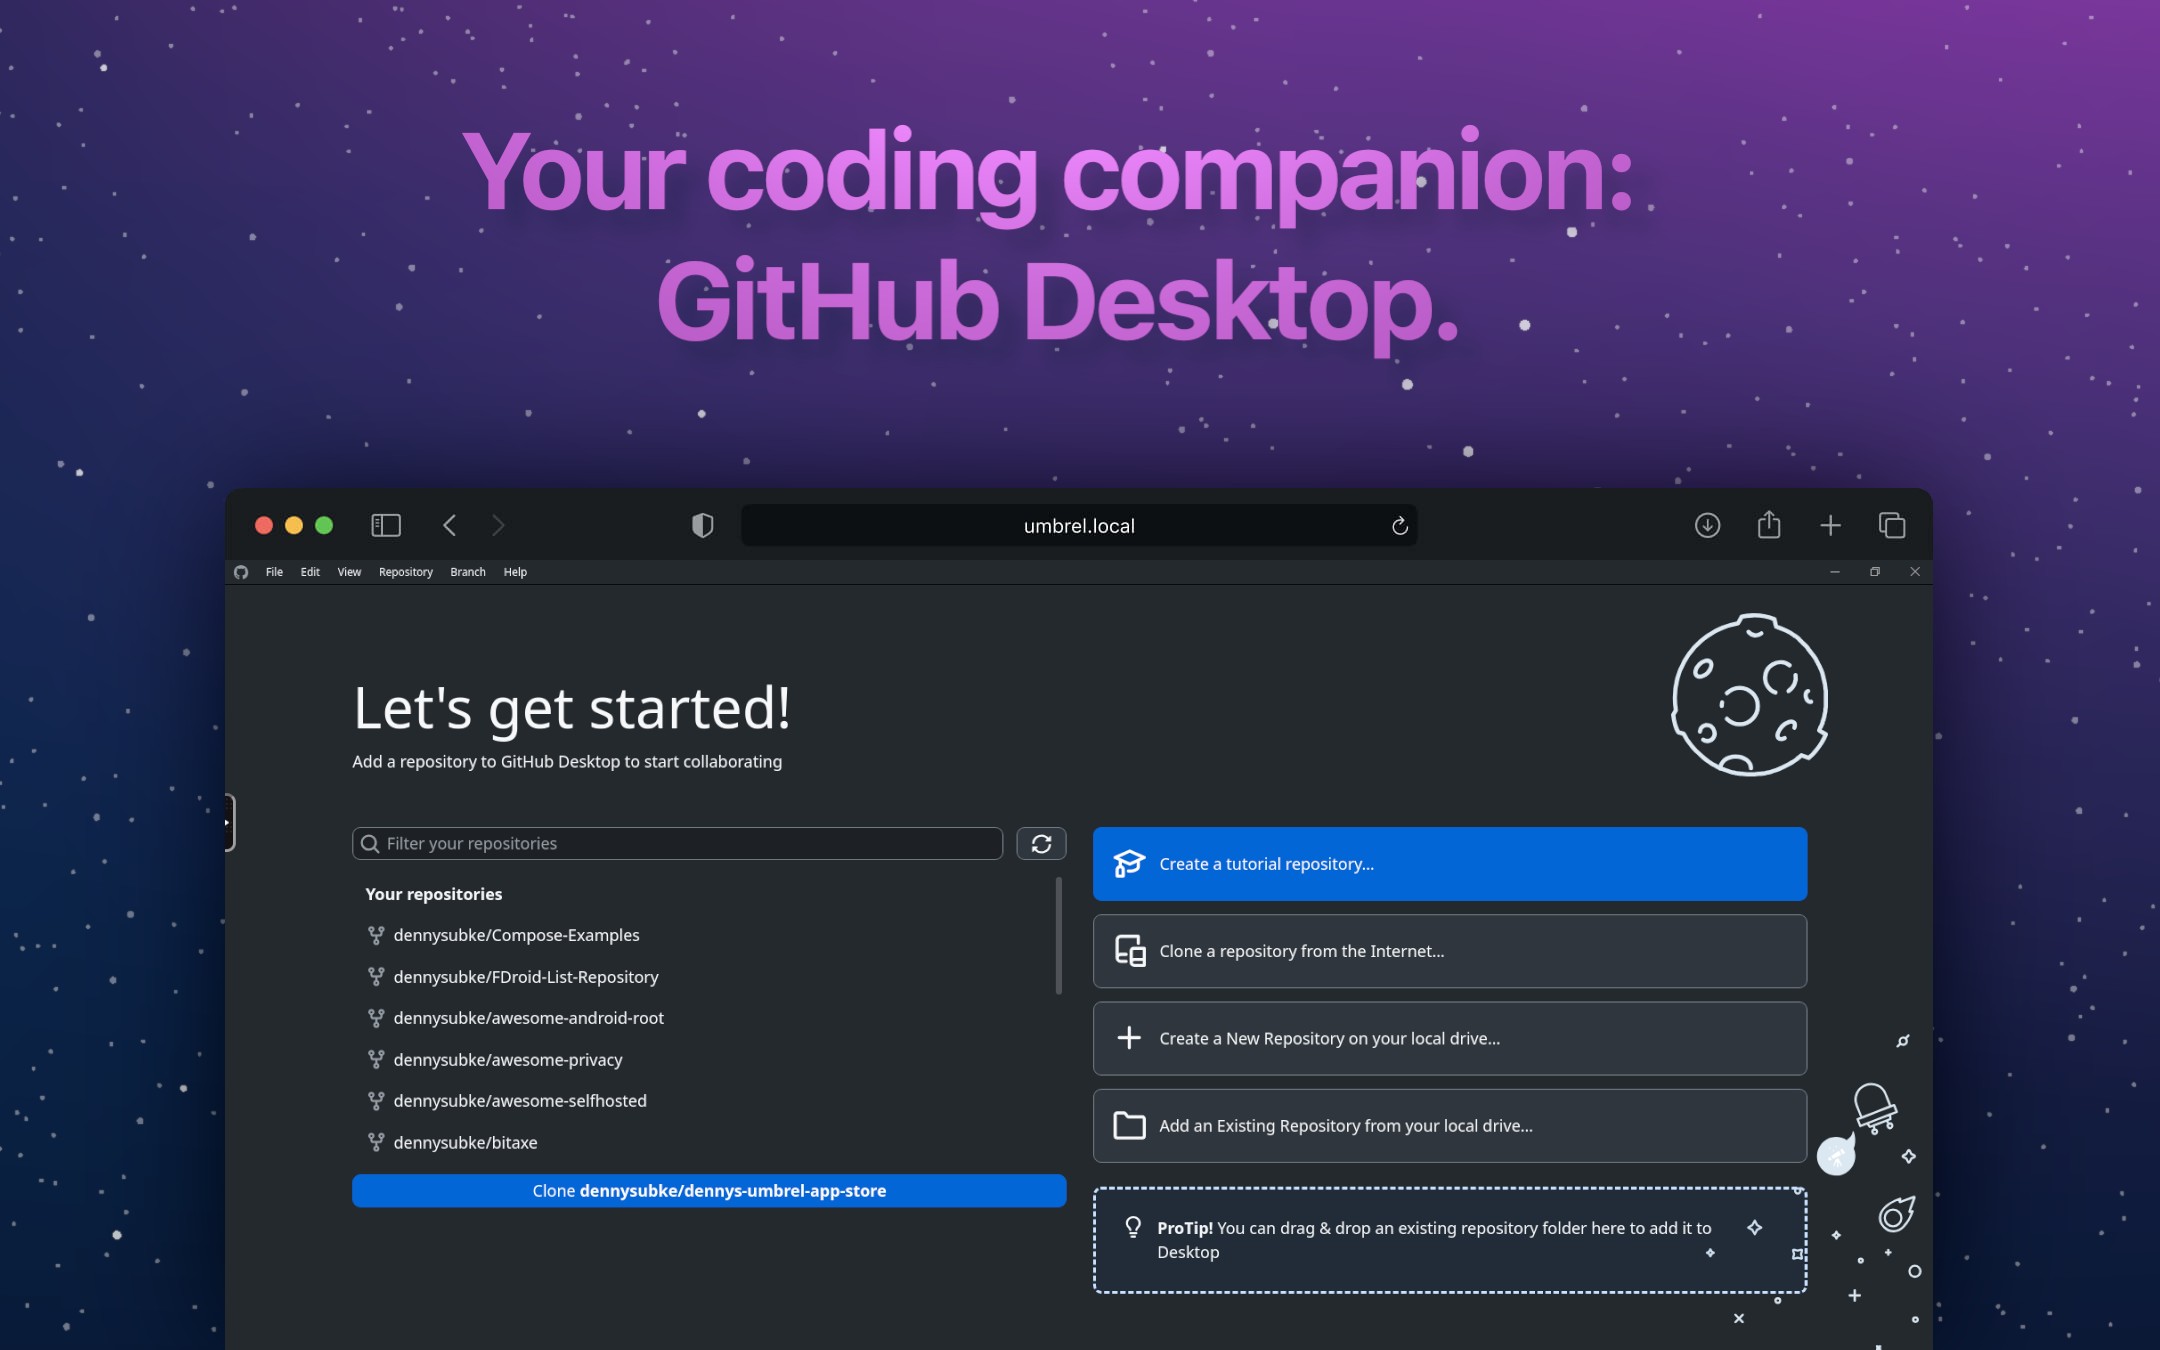 Your coding companion:
GitHub Desktop.
umbrel.local
File Edit View Repository Branch Help
Let's get started!
Add a repository to GitHub Desktop to start collaborating
Filter your repositories
Your repositories
dennysubke/Compose-Examples
dennysubke/FDroid-List-Repository
dennysubke/awesome-android-root
dennysubke/awesome-privacy
dennysubke/awesome-selfhosted
dennysubke/bitaxe
Clone dennysubke/dennys-umbrel-app-store
Create a tutorial repository...
Clone a repository from the Internet...
Create a New Repository on your local drive...
Add an Existing Repository from your local drive...
ProTip! You can drag & drop an existing repository folder here to add it to
Desktop